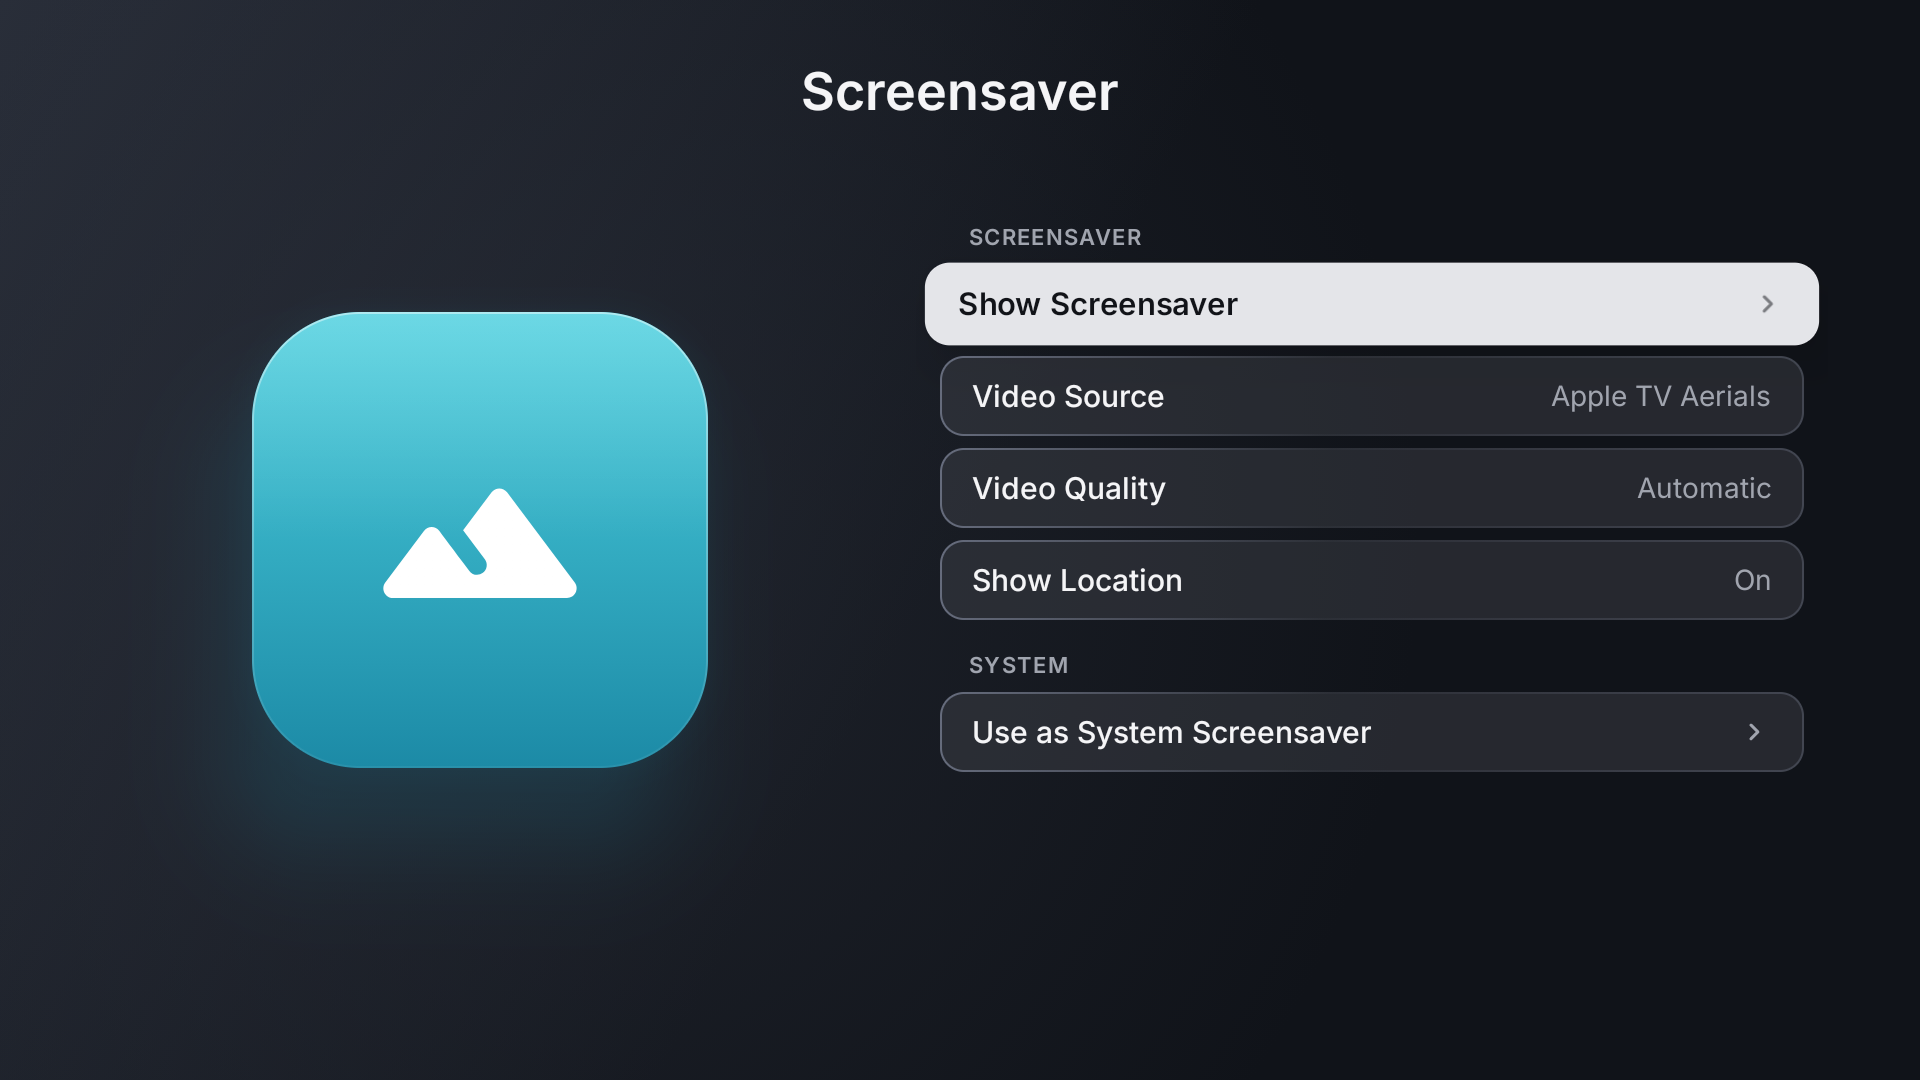 Screensaver
SCREENSAVER
Show Screensaver
Video Source Apple TV Aerials
Video Quality Automatic
Show Location On
SYSTEM
Use as System Screensaver